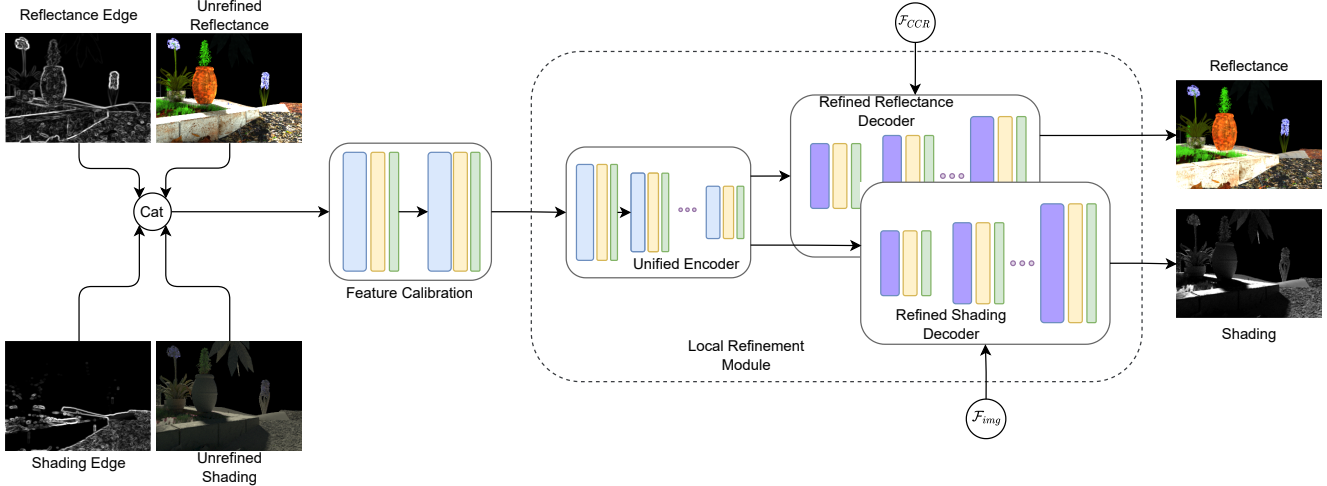 Reflectance Edge
Unrefined
Reflectance
Cat
Shading Edge
Unrefined
Shading
Feature Calibration
Unified Encoder
Local Refinement
Module
F_CCR
Refined Reflectance
Decoder
Refined Shading
Decoder
F_img
Reflectance
Shading